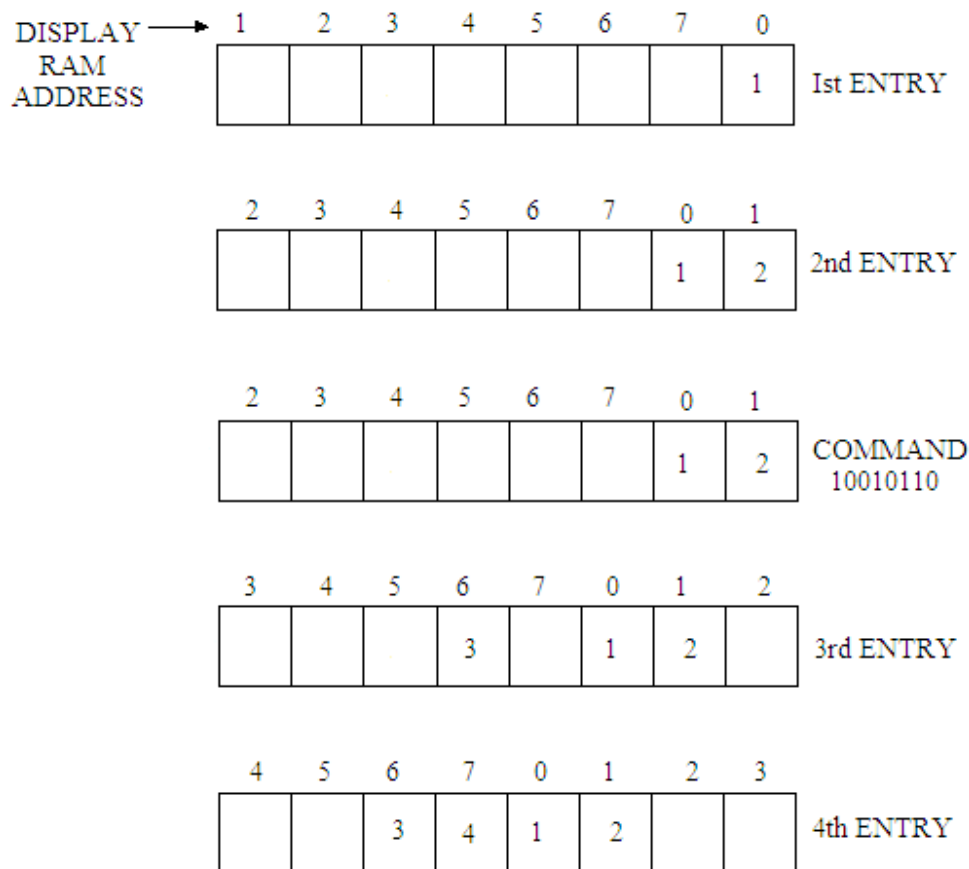 DISPLAY RAM ADDRESS
1 2 3 4 5 6 7 0
1 Ist ENTRY
2 3 4 5 6 7 0 1
1 2 2nd ENTRY
2 3 4 5 6 7 0 1
1 2 COMMAND 10010110
3 4 5 6 7 0 1 2
3 1 2 3rd ENTRY
4 5 6 7 0 1 2 3
3 4 1 2 4th ENTRY